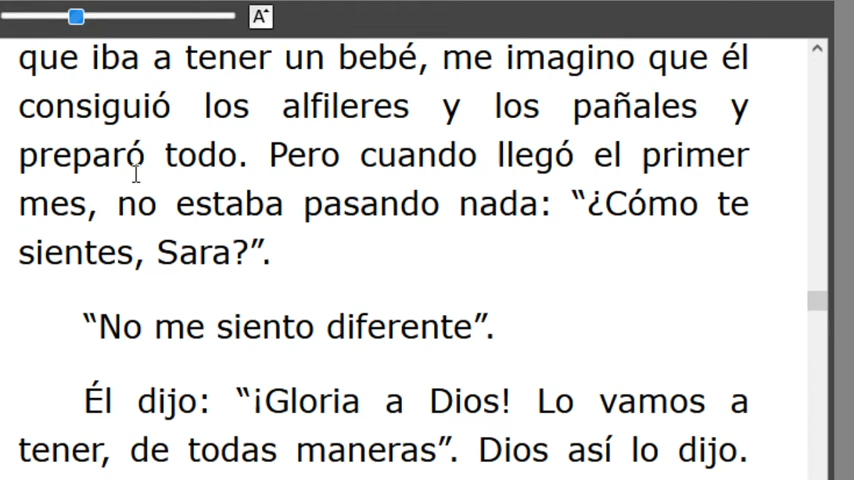 A
que iba a tener un bebé, me imagino que él
consiguió los alfileres y los pañales y
preparó todo. Pero cuando llegó el primer
mes, no estaba pasando nada: “¿Cómo te
sientes, Sara?”.
“No me siento diferente”.
Él dijo: “¡Gloria a Dios! Lo vamos a
tener, de todas maneras”. Dios así lo dijo.